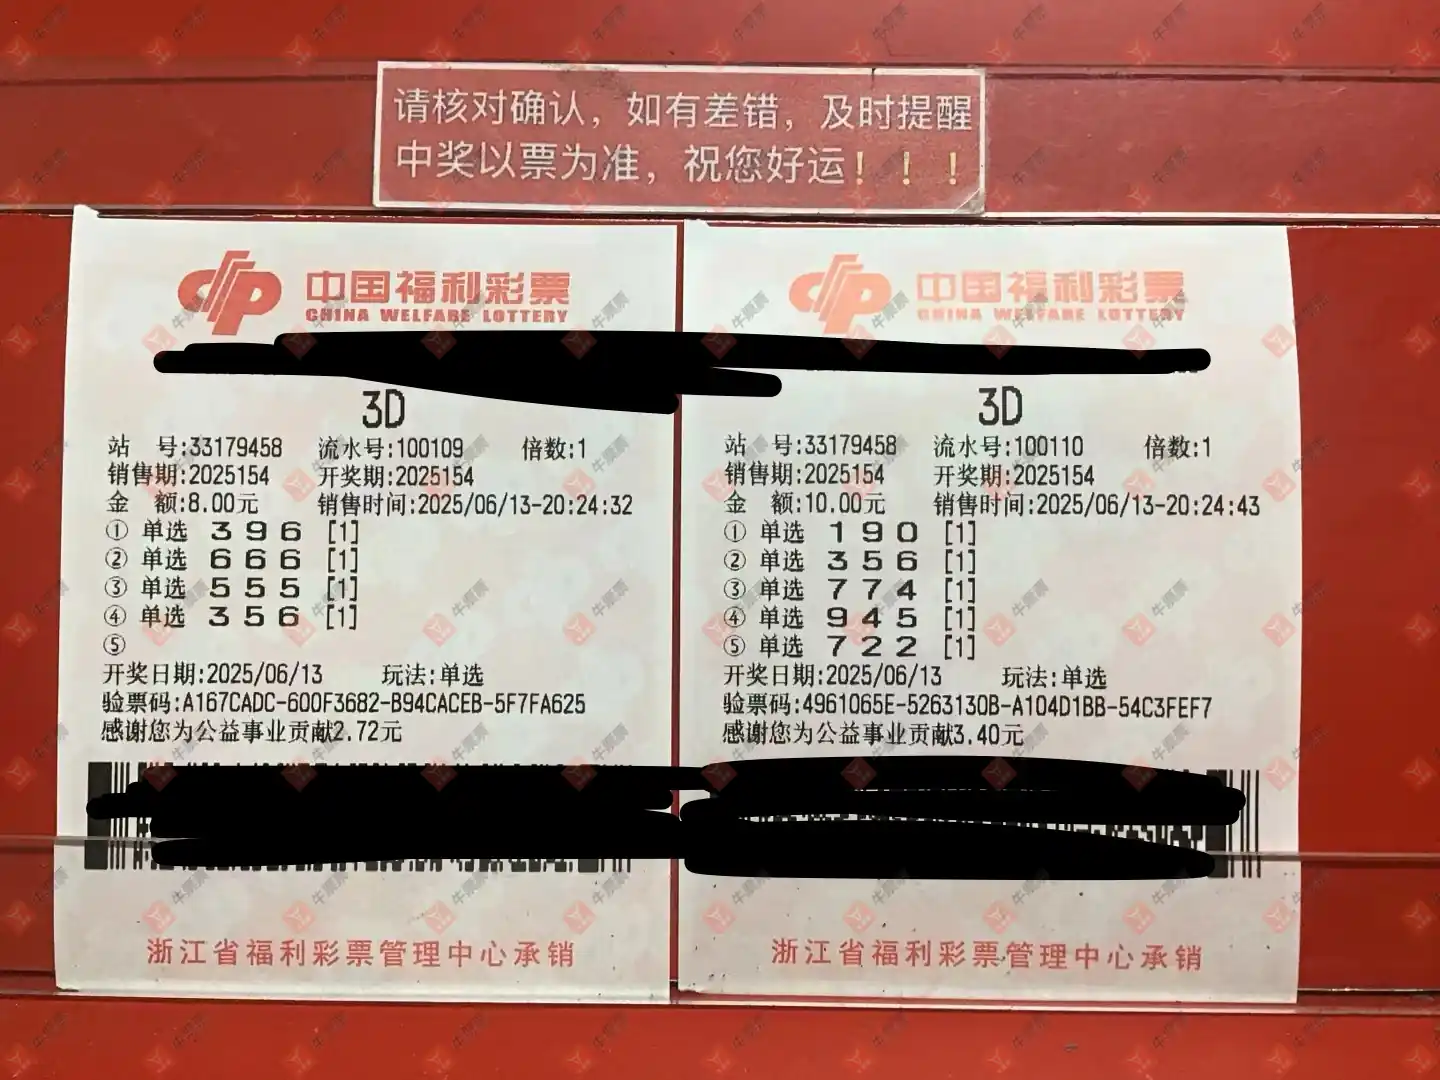 请核对确认，如有差错，及时提醒
中奖以票为准，祝您好运！！！
中国福利彩票
CHINA WELFARE LOTTERY
3D
站 号:33179458 流水号:100109 倍数:1
销售期:2025154 开奖期:2025154
金 额:8.00元 销售时间:2025/06/13-20:24:32
① 单选 3 9 6 [1]
② 单选 6 6 6 [1]
③ 单选 5 5 5 [1]
④ 单选 3 5 6 [1]
⑤
开奖日期:2025/06/13 玩法:单选
验票码:A167CADC-600F3682-B94CACEB-5F7FA625
感谢您为公益事业贡献2.72元
浙江省福利彩票管理中心承销
中国福利彩票
CHINA WELFARE LOTTERY
3D
站 号:33179458 流水号:100110 倍数:1
销售期:2025154 开奖期:2025154
金 额:10.00元 销售时间:2025/06/13-20:24:43
① 单选 1 9 0 [1]
② 单选 3 5 6 [1]
③ 单选 7 7 4 [1]
④ 单选 9 4 5 [1]
⑤ 单选 7 2 2 [1]
开奖日期:2025/06/13 玩法:单选
验票码:4961065E-5263130B-A104D1BB-54C3FEF7
感谢您为公益事业贡献3.40元
浙江省福利彩票管理中心承销
牛票票